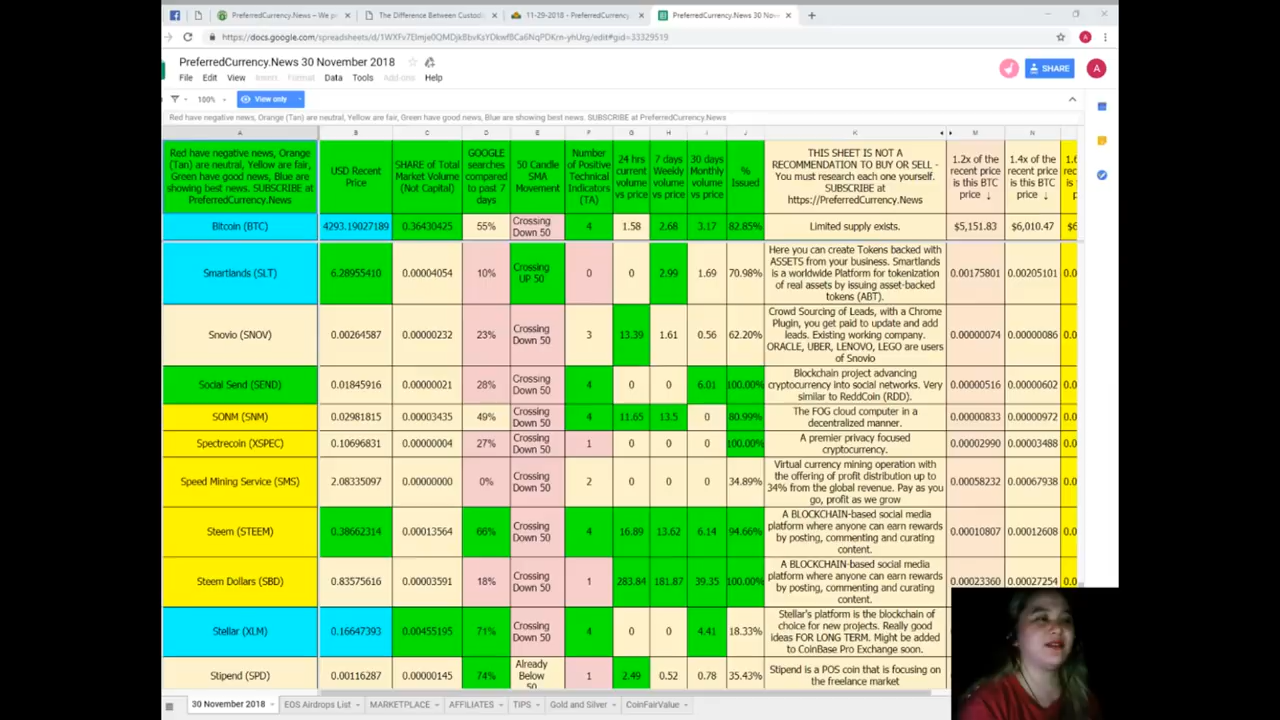 PreferredCurrency.News – We p
The Difference Between Custodi
11-29-2018 - PreferredCurrency
PreferredCurrency.News 30 Nov
PreferredCurrency.News 30 November 2018
File Edit View Insert Format Data Tools Add-ons Help
SHARE
A
100% View only
Red have negative news, Orange (Tan) are neutral, Yellow are fair, Green have good news, Blue are showing best news. SUBSCRIBE at PreferredCurrency.News
A B C D E F G H I J K M N
Red have negative news, Orange
(Tan) are neutral, Yellow are fair,
Green have good news, Blue are
showing best news. SUBSCRIBE at
PreferredCurrency.News
USD Recent
Price
SHARE of Total
Market Volume
(Not Capital)
GOOGLE
searches
compared
to past 7
days
50 Candle
SMA
Movement
Number
of Positive
Technical
Indicators
(TA)
24 hrs
current
volume
vs price
7 days
Weekly
volume
vs price
30 days
Monthly
volume
vs price
%
Issued
THIS SHEET IS NOT A
RECOMMENDATION TO BUY OR SELL -
You must research each one yourself.
SUBSCRIBE at
https://PreferredCurrency.News
1.2x of the
recent price
is this BTC
price ↓
1.4x of the
recent price
is this BTC
price ↓
Bitcoin (BTC) 4293.19027189 0.36430425 55% Crossing Down 50 4 1.58 2.68 3.17 82.85% Limited supply exists. $5,151.83 $6,010.47
Smartlands (SLT) 6.28955410 0.00004054 10% Crossing UP 50 0 0 2.99 1.69 70.98%
Here you can create Tokens backed with
ASSETS from your business. Smartlands
is a worldwide Platform for tokenization
of real assets by issuing asset-backed
tokens (ABT).
0.00175801 0.00205101
Snovio (SNOV) 0.00264587 0.00000232 23% Crossing Down 50 3 13.39 1.61 0.56 62.20%
Crowd Sourcing of Leads, with a Chrome
Plugin, you get paid to update and add
leads. Existing working company.
ORACLE, UBER, LENOVO, LEGO are users
of Snovio
0.00000074 0.00000086
Social Send (SEND) 0.01845916 0.00000021 28% Crossing Down 50 4 0 0 6.01 100.00%
Blockchain project advancing
cryptocurrency into social networks. Very
similar to ReddCoin (RDD).
0.00000516 0.00000602
SONM (SNM) 0.02981815 0.00003435 49% Crossing Down 50 4 11.65 13.5 0 80.99%
The FOG cloud computer in a
decentralized manner.
0.00000833 0.00000972
Spectrecoin (XSPEC) 0.10696831 0.00000004 27% Crossing Down 50 1 0 0 0 100.00%
A premier privacy focused
cryptocurrency.
0.00002990 0.00003488
Speed Mining Service (SMS) 2.08335097 0.00000000 0% Crossing Down 50 2 0 0 0 34.89%
Virtual currency mining operation with
the offering of profit distribution up to
34% from the global revenue. Pay as you
go, profit as we grow
0.00058232 0.00067938
Steem (STEEM) 0.38662314 0.00013564 66% Crossing Down 50 4 16.89 13.62 6.14 94.66%
A BLOCKCHAIN-based social media
platform where anyone can earn rewards
by posting, commenting and curating
content.
0.00010807 0.00012608
Steem Dollars (SBD) 0.83575616 0.00003591 18% Crossing Down 50 1 283.84 181.87 39.35 100.00%
A BLOCKCHAIN-based social media
platform where anyone can earn rewards
by posting, commenting and curating
content.
0.00023360 0.00027254
Stellar (XLM) 0.16647393 0.00455195 71% Crossing Down 50 4 0 0 4.41 18.33%
Stellar's platform is the blockchain of
choice for new projects. Really good
ideas FOR LONG TERM. Might be added
to CoinBase Pro Exchange soon.
Stipend (SPD) 0.00116287 0.00000145 74% Already Below 1 2.49 0.52 0.78 35.43%
Stipend is a POS coin that is focusing on
the freelance market
30 November 2018 EOS Airdrops List MARKETPLACE AFFILIATES TIPS Gold and Silver CoinFairValue